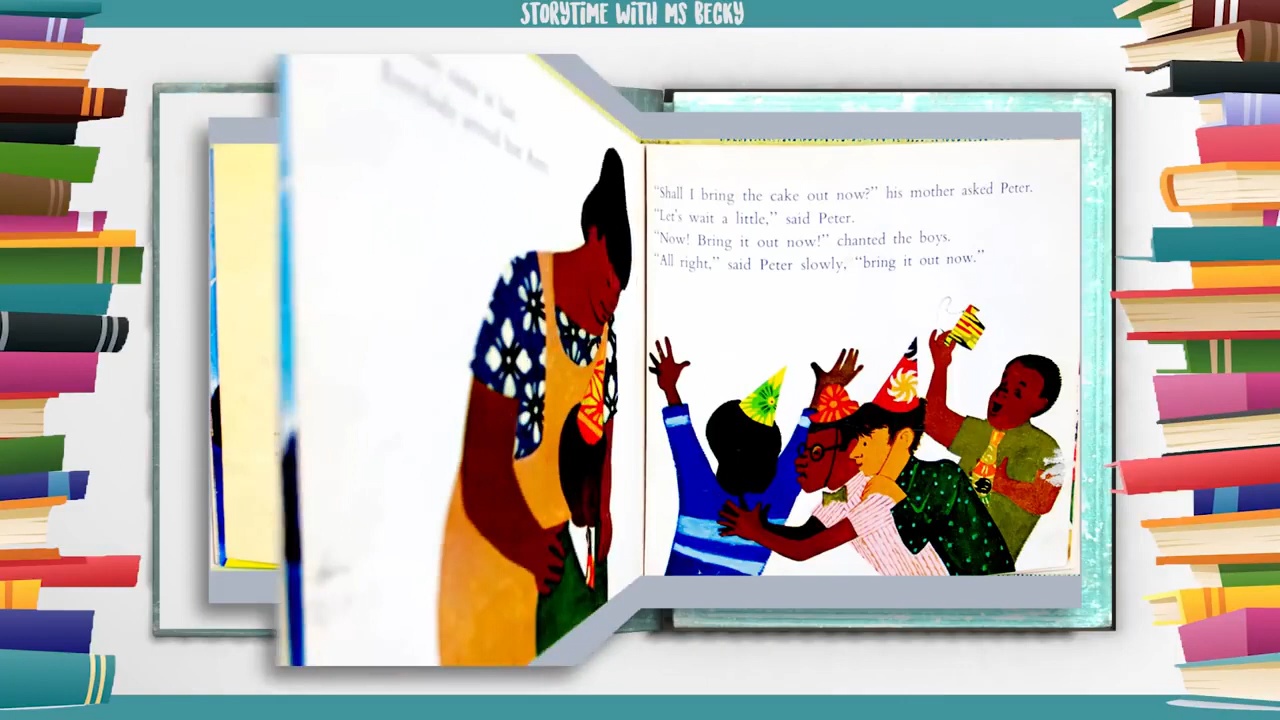 STORYTIME WITH MS BECKY
“Shall I bring the cake out now?” his mother asked Peter.
“Let's wait a little,” said Peter.
“Now! Bring it out now!” chanted the boys.
“All right,” said Peter slowly, “bring it out now.”